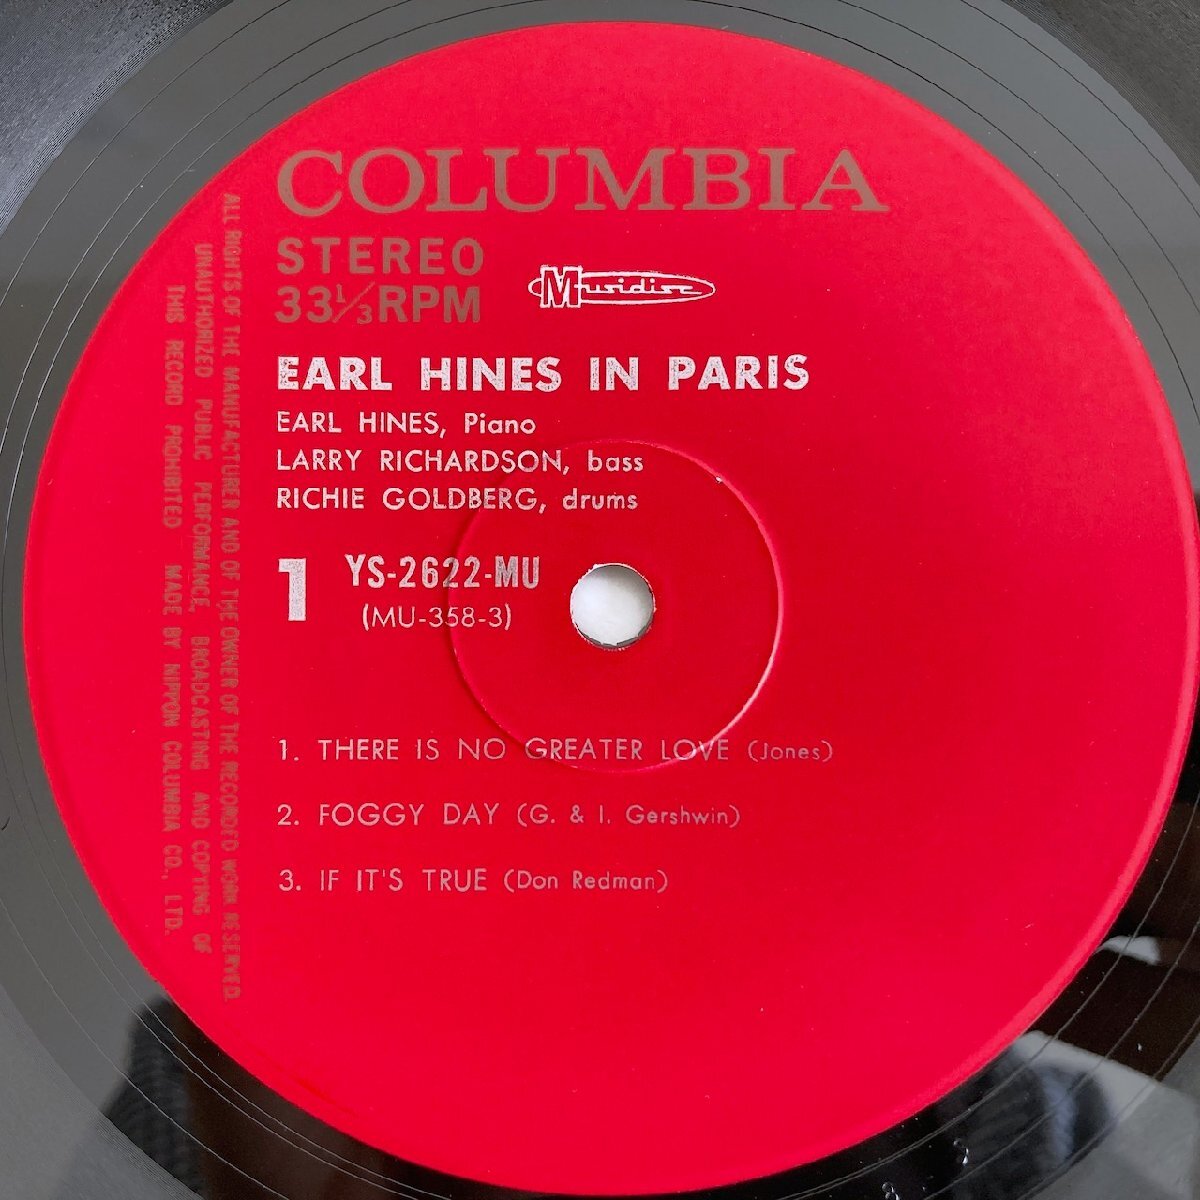 COLUMBIA
STEREO
33⅓RPM
Musidisc
EARL HINES IN PARIS
EARL HINES, Piano
LARRY RICHARDSON, bass
RICHIE GOLDBERG, drums
1
YS-2622-MU
(MU-358-3)
1. THERE IS NO GREATER LOVE (Jones)
2. FOGGY DAY (G. & I. Gershwin)
3. IF IT'S TRUE (Don Redman)
ALL RIGHTS OF THE MANUFACTURER AND OF THE OWNER OF THE RECORDED WORK RESERVED.
UNAUTHORIZED PUBLIC PERFORMANCE, BROADCASTING AND COPYING OF
THIS RECORD PROHIBITED MADE BY NIPPON COLUMBIA CO., LTD.